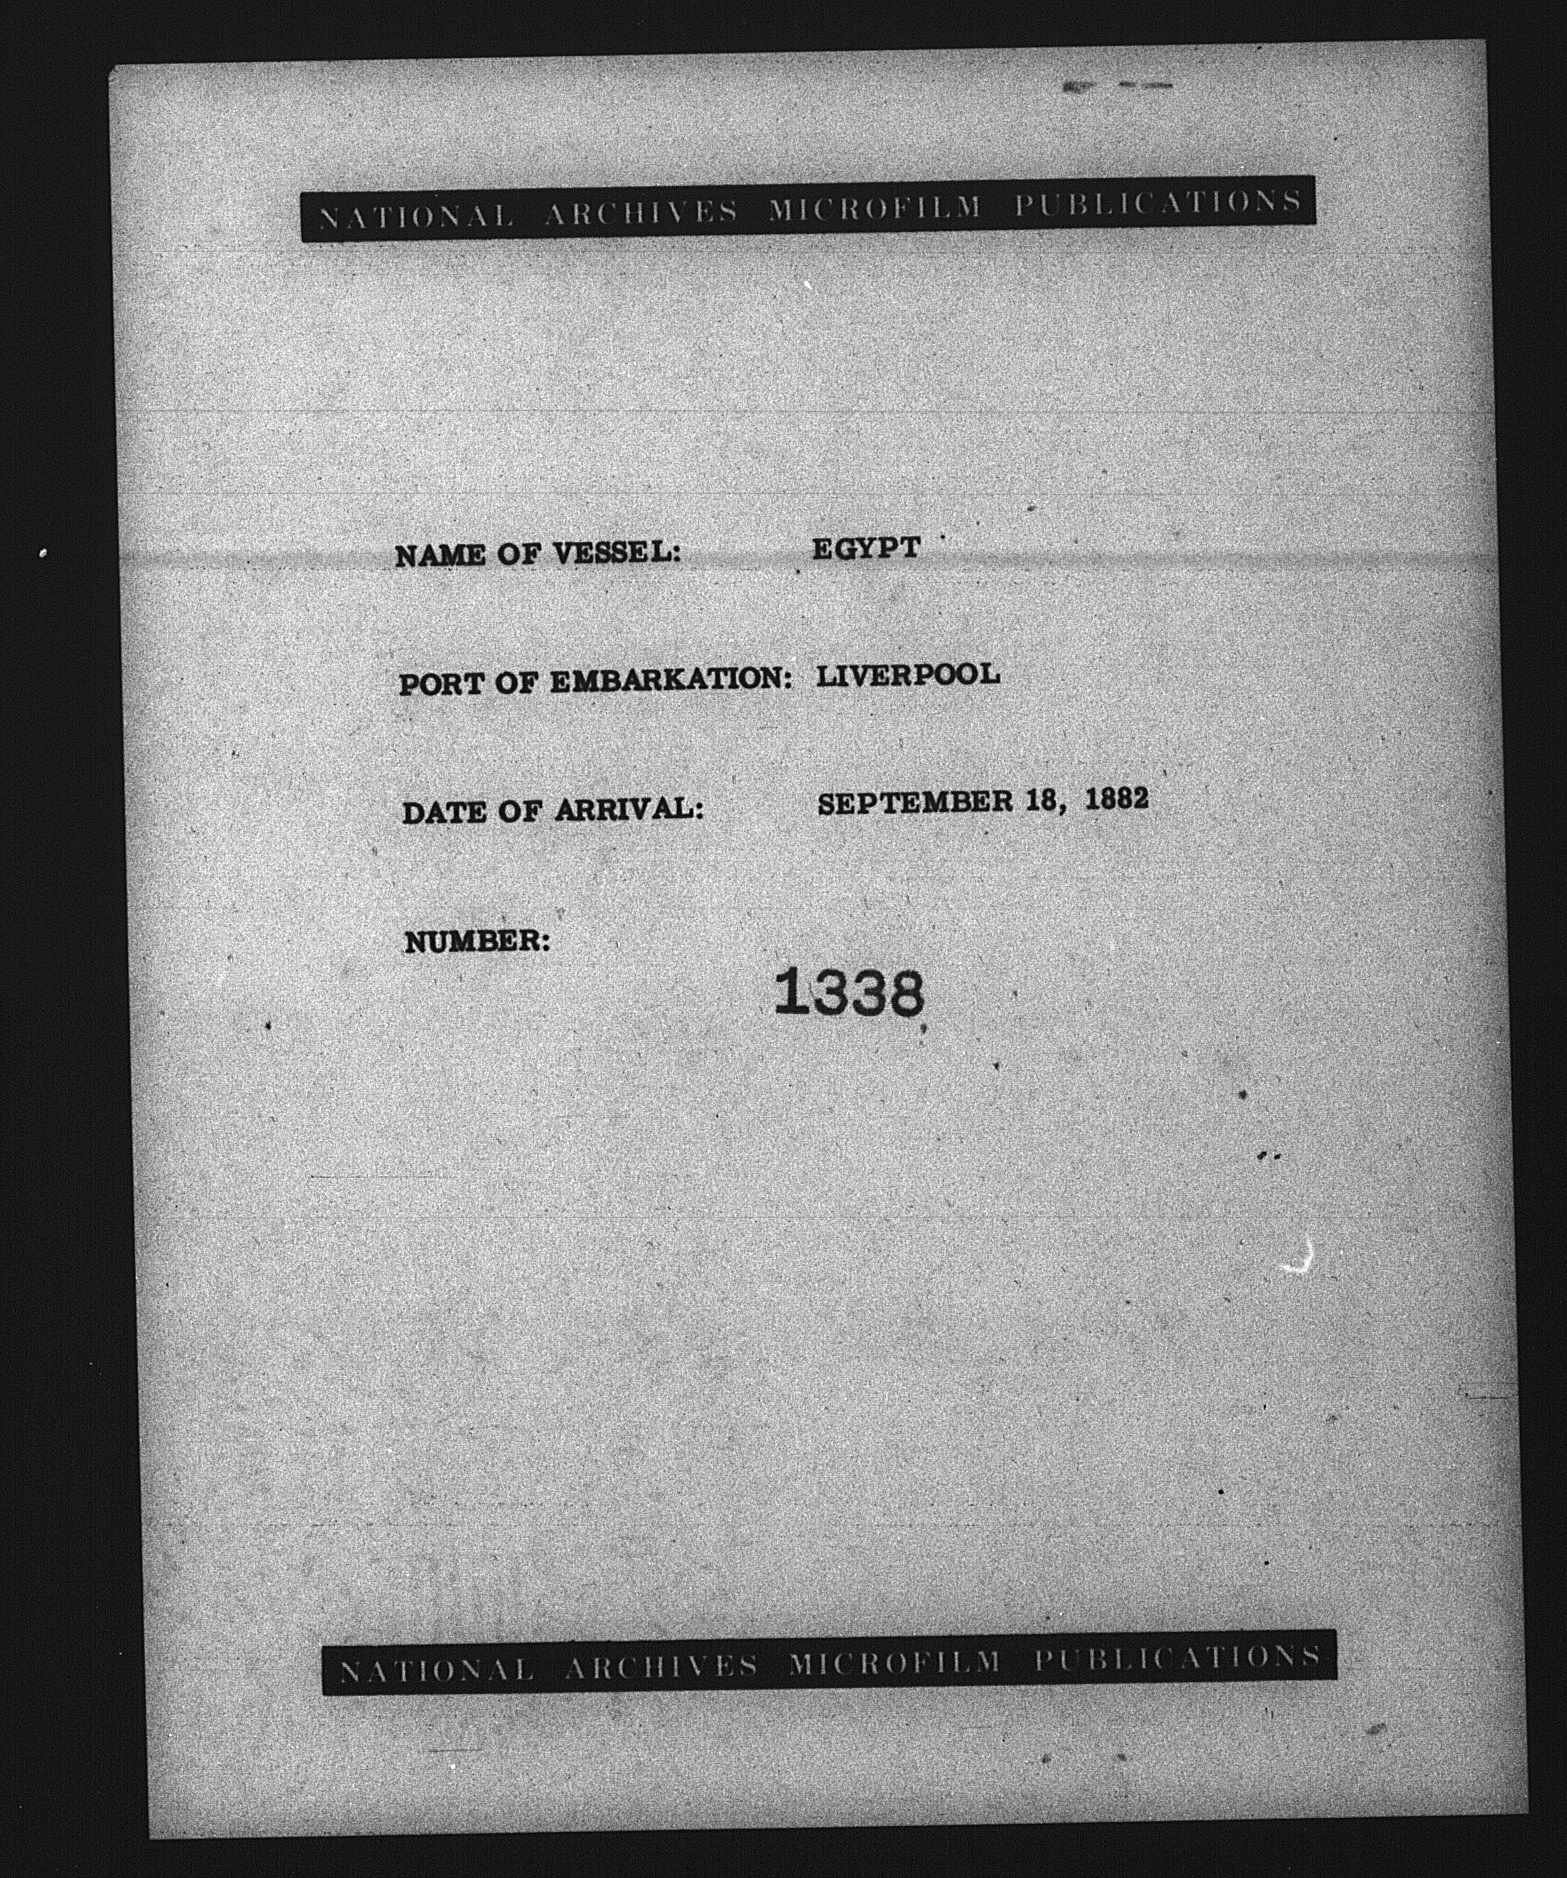 NATIONAL ARCHIVES MICROFILM PUBLICATIONS
NAME OF VESSEL: EGYPT
PORT OF EMBARKATION: LIVERPOOL
DATE OF ARRIVAL: SEPTEMBER 18, 1882
NUMBER:
1338
NATIONAL ARCHIVES MICROFILM PUBLICATIONS